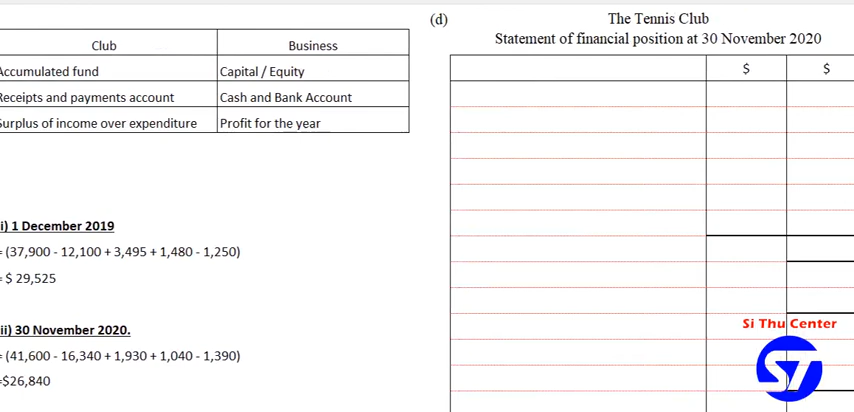 Club Business
Accumulated fund Capital / Equity
Receipts and payments account Cash and Bank Account
Surplus of income over expenditure Profit for the year
i) 1 December 2019
= (37,900 - 12,100 + 3,495 + 1,480 - 1,250)
= $ 29,525
ii) 30 November 2020.
= (41,600 - 16,340 + 1,930 + 1,040 - 1,390)
=$26,840
(d) The Tennis Club
Statement of financial position at 30 November 2020
$ $
Si Thu Center
ST